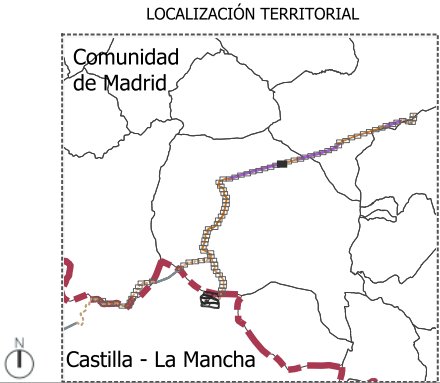 LOCALIZACIÓN TERRITORIAL
Comunidad
de Madrid
N
Castilla - La Mancha